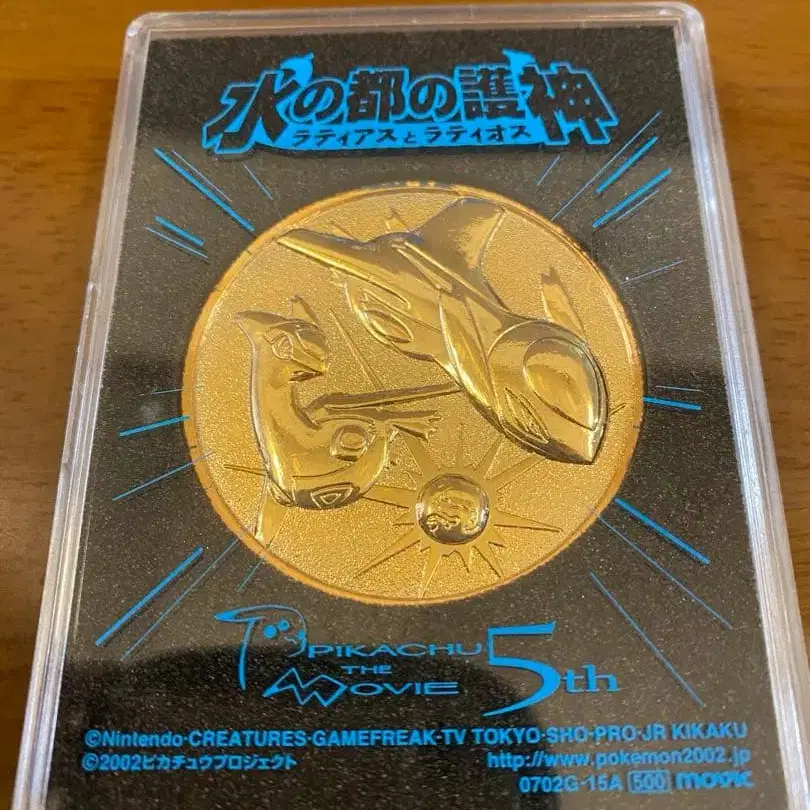 水の都の護神
ラティアスとラティオス
PIKACHU
THE
MOVIE
5th
©Nintendo·CREATURES·GAMEFREAK·TV TOKYO·SHO-PRO·JR KIKAKU
©2002ピカチュウプロジェクト
http://www.pokemon2002.jp
0702G-15A 500 movic